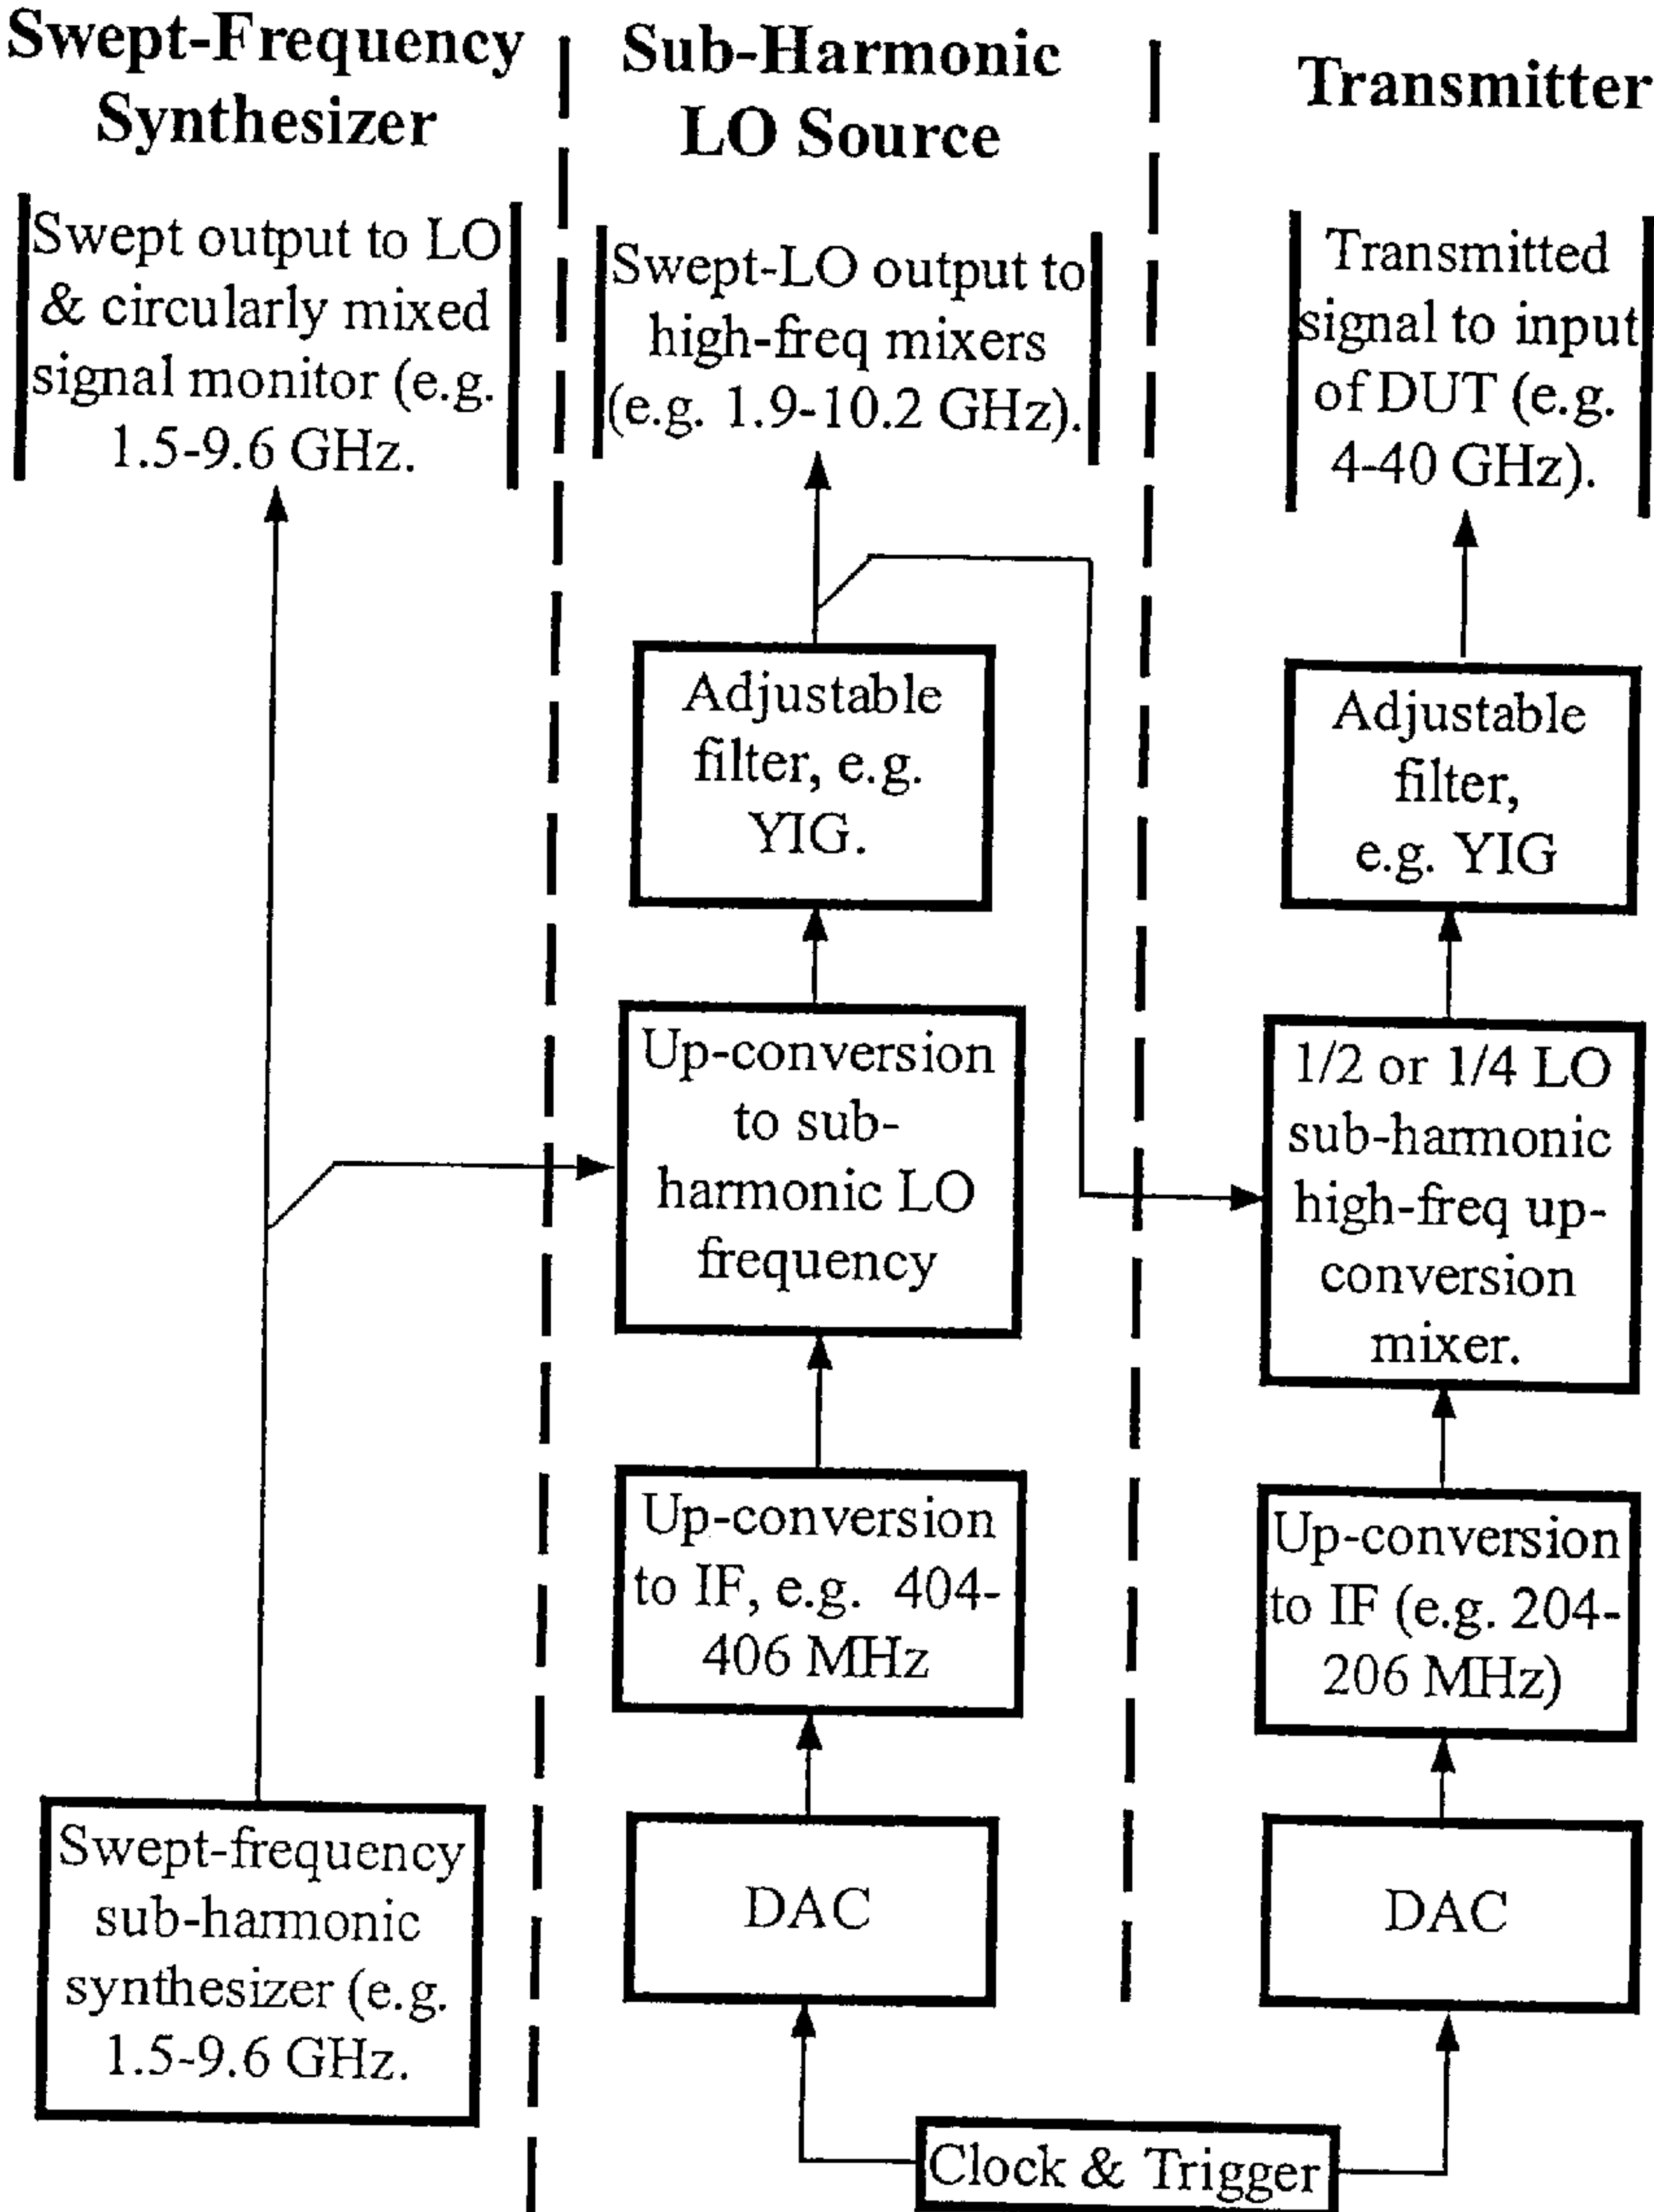 Swept-Frequency
Synthesizer
Sub-Harmonic
LO Source
Transmitter
Swept output to LO
& circularly mixed
signal monitor (e.g.
1.5-9.6 GHz.
Swept-LO output to
high-freq mixers
(e.g. 1.9-10.2 GHz).
Transmitted
signal to input
of DUT (e.g.
4-40 GHz).
Adjustable
filter, e.g.
YIG.
Adjustable
filter,
e.g. YIG
Up-conversion
to sub-
harmonic LO
frequency
1/2 or 1/4 LO
sub-harmonic
high-freq up-
conversion
mixer.
Up-conversion
to IF, e.g. 404-
406 MHz
Up-conversion
to IF (e.g. 204-
206 MHz)
Swept-frequency
sub-harmonic
synthesizer (e.g.
1.5-9.6 GHz.
DAC
DAC
Clock & Trigger